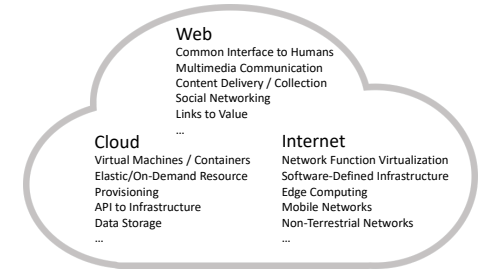 Web
Common Interface to Humans
Multimedia Communication
Content Delivery / Collection
Social Networking
Links to Value
...
Cloud
Virtual Machines / Containers
Elastic/On-Demand Resource
Provisioning
API to Infrastructure
Data Storage
...
Internet
Network Function Virtualization
Software-Defined Infrastructure
Edge Computing
Mobile Networks
Non-Terrestrial Networks
...